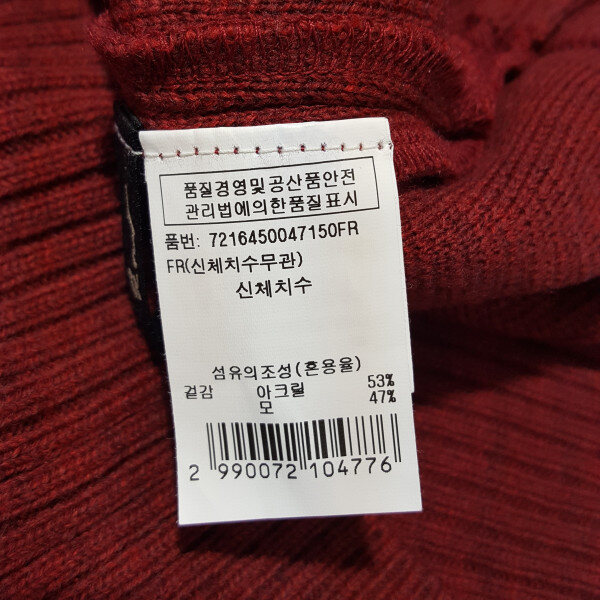 품질경영및공산품안전
관리법에의한품질표시
품번: 7216450047150FR
FR(신체치수무관)
신체치수
섬유의조성(혼용율)
겉감 아크릴 53%
모 47%
2 990072 104776